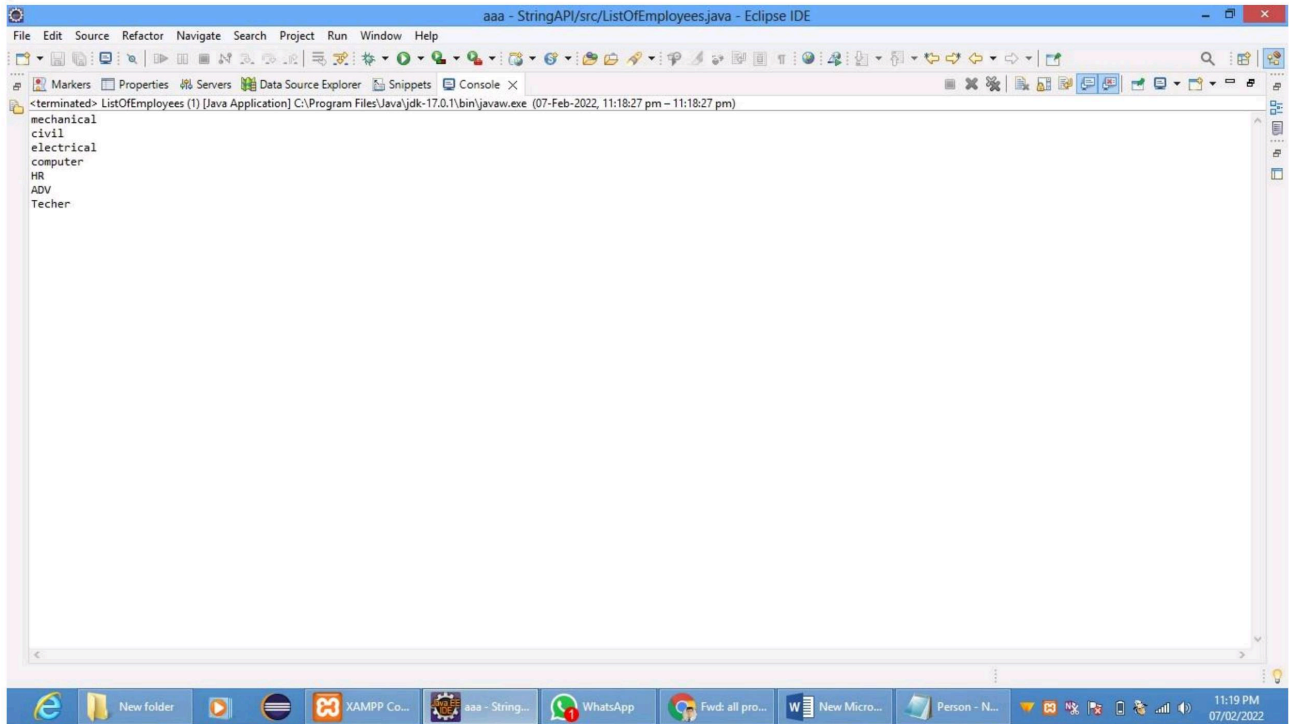 aaa - StringAPI/src/ListOfEmployees.java - Eclipse IDE
File Edit Source Refactor Navigate Search Project Run Window Help
Markers Properties Servers Data Source Explorer Snippets Console
<terminated> ListOfEmployees (1) [Java Application] C:\Program Files\Java\jdk-17.0.1\bin\javaw.exe (07-Feb-2022, 11:18:27 pm – 11:18:27 pm)
mechanical
civil
electrical
computer
HR
ADV
Techer
New folder XAMPP Co... aaa - String... WhatsApp Fwd: all pro... New Micro... Person - N... 11:19 PM
07/02/2022